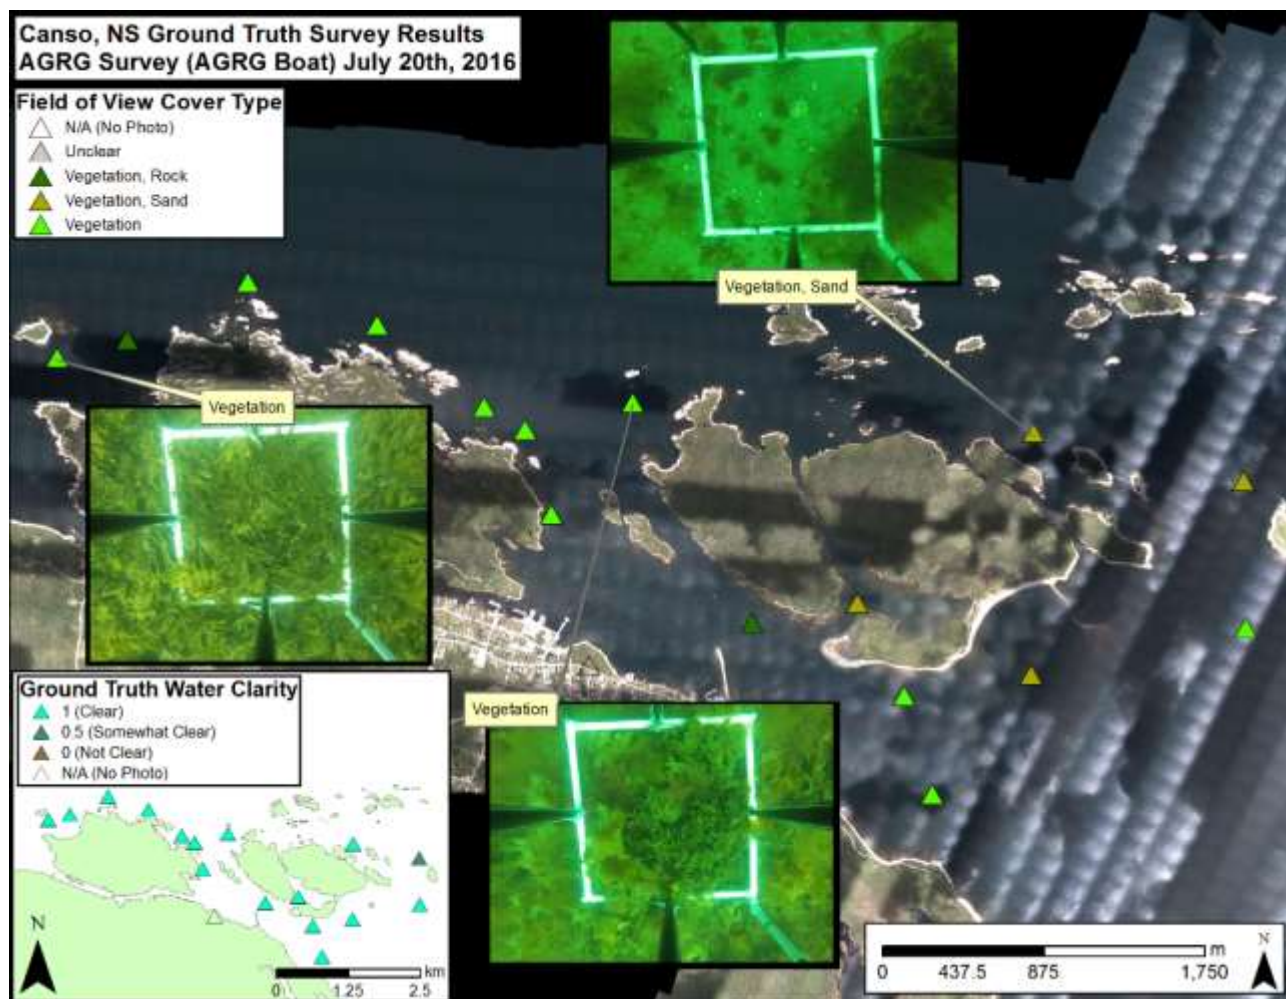 Canso, NS Ground Truth Survey Results
AGRG Survey (AGRG Boat) July 20th, 2016
Field of View Cover Type
N/A (No Photo)
Unclear
Vegetation, Rock
Vegetation, Sand
Vegetation
Vegetation, Sand
Vegetation
Vegetation
Ground Truth Water Clarity
1 (Clear)
0.5 (Somewhat Clear)
0 (Not Clear)
N/A (No Photo)
N
km
0 1.25 2.5
m
0 437.5 875 1,750
N